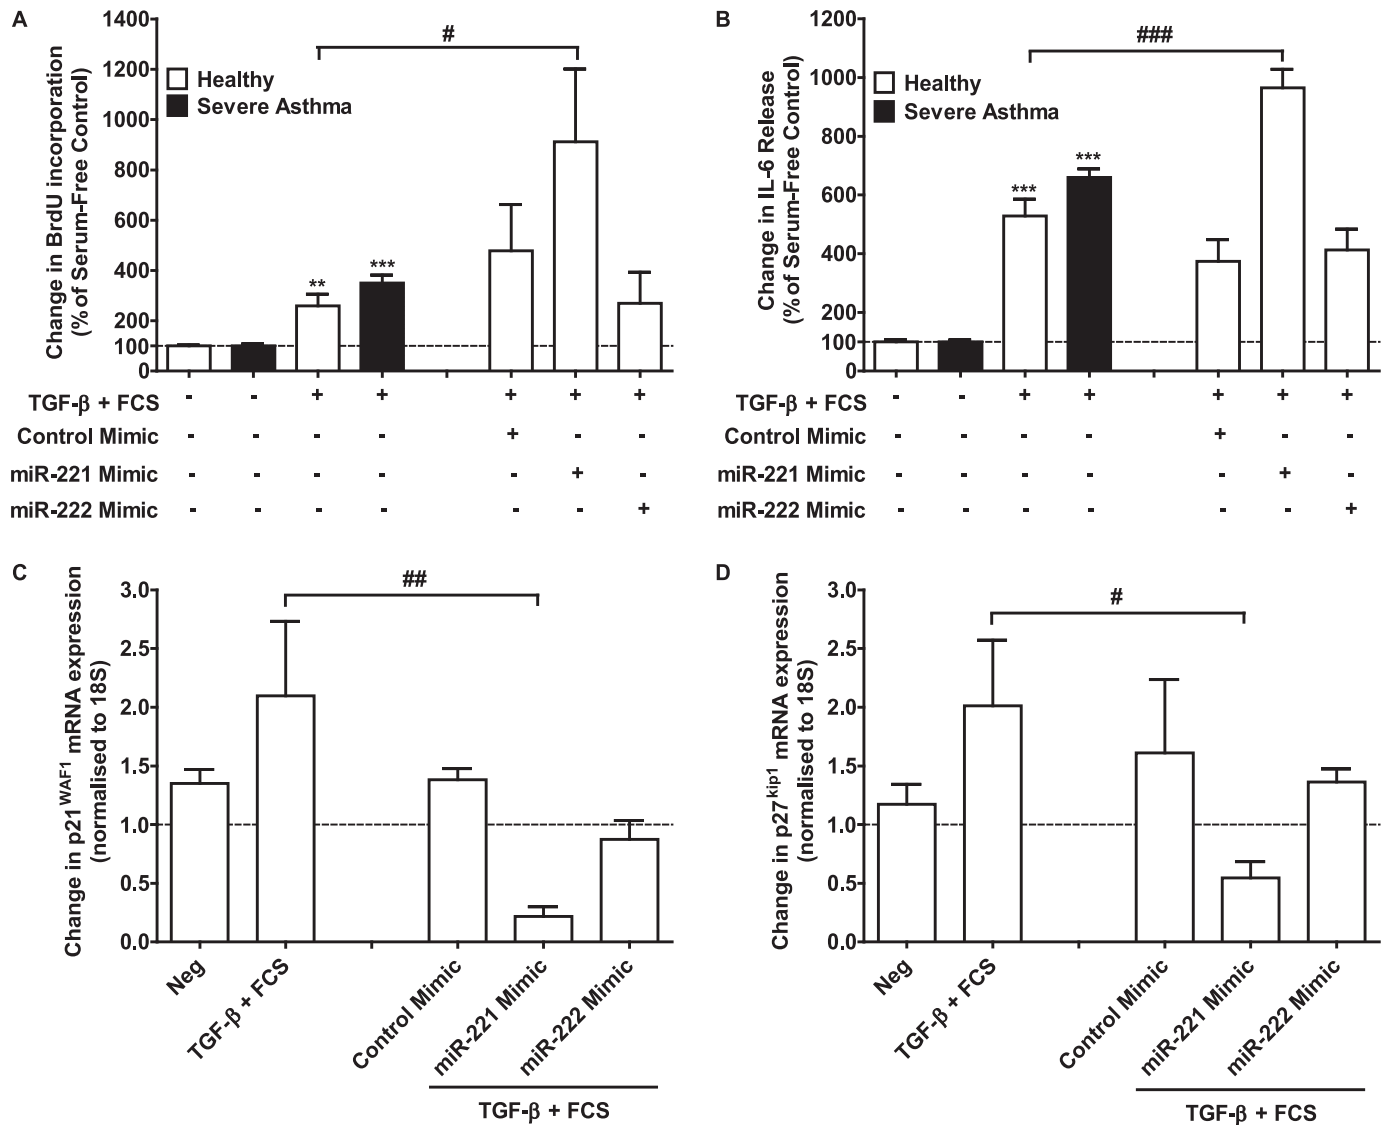 A
Change in BrdU incorporation
(% of Serum-Free Control)
1400
1200
1000
800
600
400
200
100
0
Healthy
Severe Asthma
#
**
***
TGF-β + FCS - - + + + + +
Control Mimic - - - - + - -
miR-221 Mimic - - - - - + -
miR-222 Mimic - - - - - - +
B
Change in IL-6 Release
(% of Serum-Free Control)
1200
1000
800
600
400
200
100
0
Healthy
Severe Asthma
###
***
***
TGF-β + FCS - - + + + + +
Control Mimic - - - - + - -
miR-221 Mimic - - - - - + -
miR-222 Mimic - - - - - - +
C
Change in p21WAF1 mRNA expression
(normalised to 18S)
3.0
2.5
2.0
1.5
1.0
0.5
0.0
##
Neg
TGF-β + FCS
Control Mimic
miR-221 Mimic
miR-222 Mimic
TGF-β + FCS
D
Change in p27kip1 mRNA expression
(normalised to 18S)
3.0
2.5
2.0
1.5
1.0
0.5
0.0
#
Neg
TGF-β + FCS
Control Mimic
miR-221 Mimic
miR-222 Mimic
TGF-β + FCS